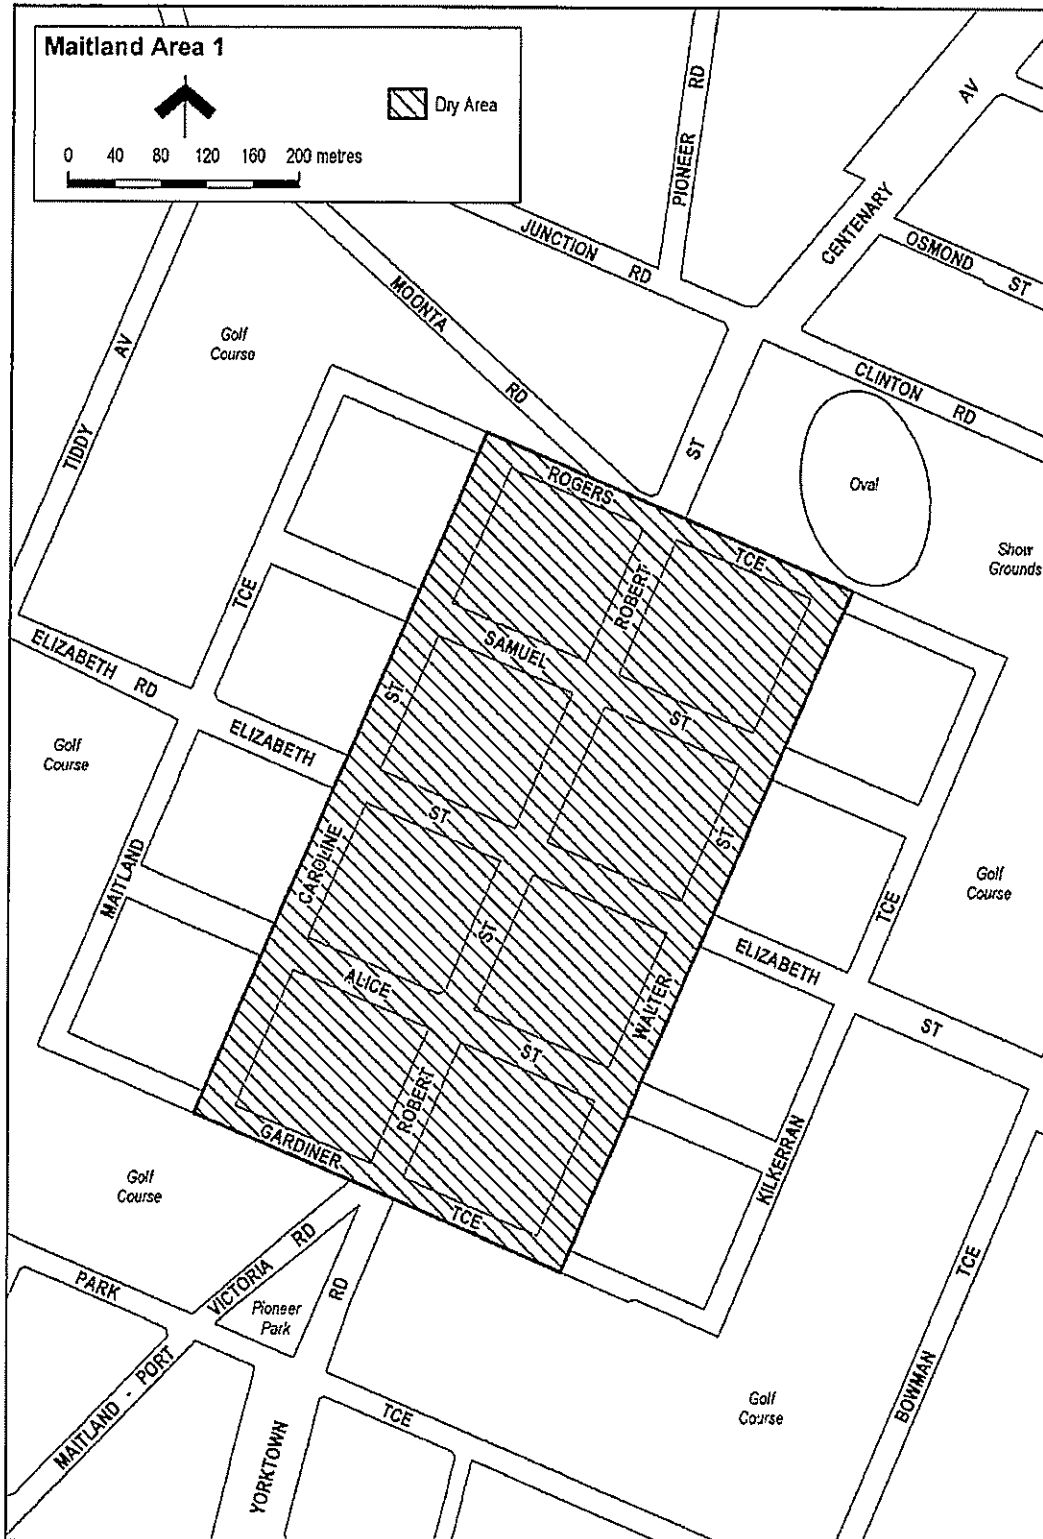 Maitland Area 1
Dry Area
0 40 80 120 160 200 metres
PIONEER RD
AV
CENTENARY
JUNCTION RD
OSMOND ST
MOONTA RD
Golf
Course
AV
TIDDY
CLINTON RD
ST
Oval
Show
Grounds
ROGERS
TCE
ROBERT
TCE
SAMUEL
ST
ST
ELIZABETH RD
ELIZABETH
Golf
Course
ST
ST
CAROLINE
MAITLAND
Golf
Course
TCE
ST
ELIZABETH
ST
ALICE
WALTER
ST
ROBERT
GARDINER
KILKERRAN
TCE
Golf
Course
VICTORIA RD
RD
PARK
Pioneer
Park
TCE
BOWMAN
MAITLAND - PORT
TCE
Golf
Course
YORKTOWN